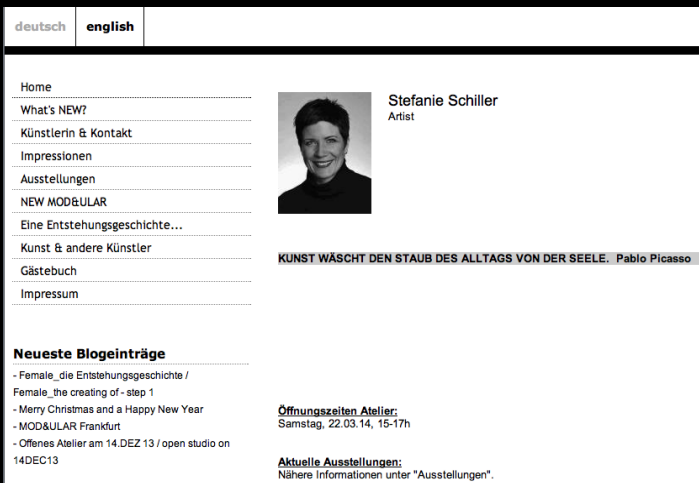 deutsch
english
Home
What's NEW?
Künstlerin & Kontakt
Impressionen
Ausstellungen
NEW MOD&ULAR
Eine Entstehungsgeschichte...
Kunst & andere Künstler
Gästebuch
Impressum
Neueste Blogeinträge
- Female_die Entstehungsgeschichte /
Female_the creating of - step 1
- Merry Christmas and a Happy New Year
- MOD&ULAR Frankfurt
- Offenes Atelier am 14.DEZ 13 / open studio on
14DEC13
Stefanie Schiller
Artist
KUNST WÄSCHT DEN STAUB DES ALLTAGS VON DER SEELE. Pablo Picasso
Öffnungszeiten Atelier:
Samstag, 22.03.14, 15-17h
Aktuelle Ausstellungen:
Nähere Informationen unter "Ausstellungen".